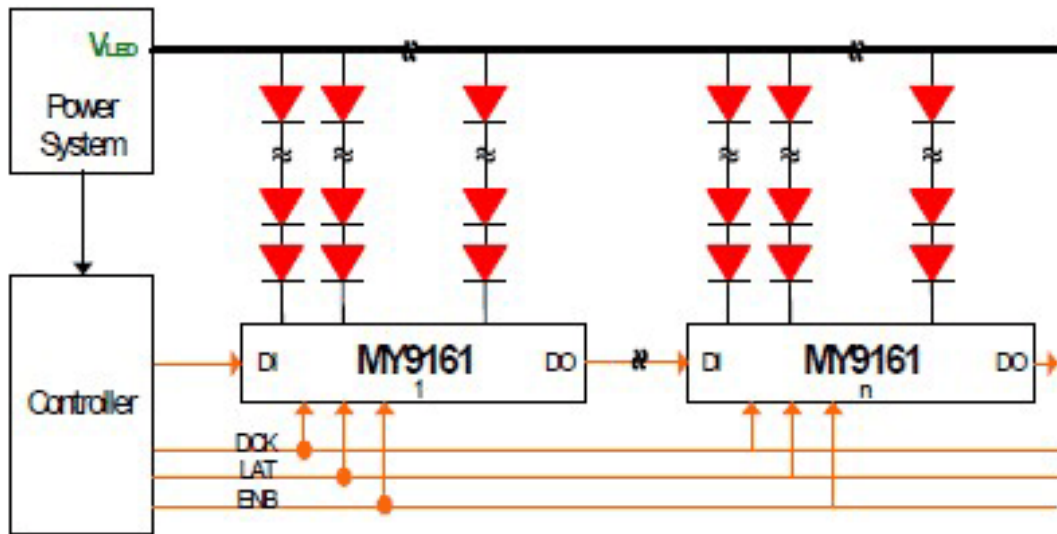 VLED
Power
System
Controller
DI
MY9161
1
DO
DI
MY9161
n
DO
DCK
LAT
ENB